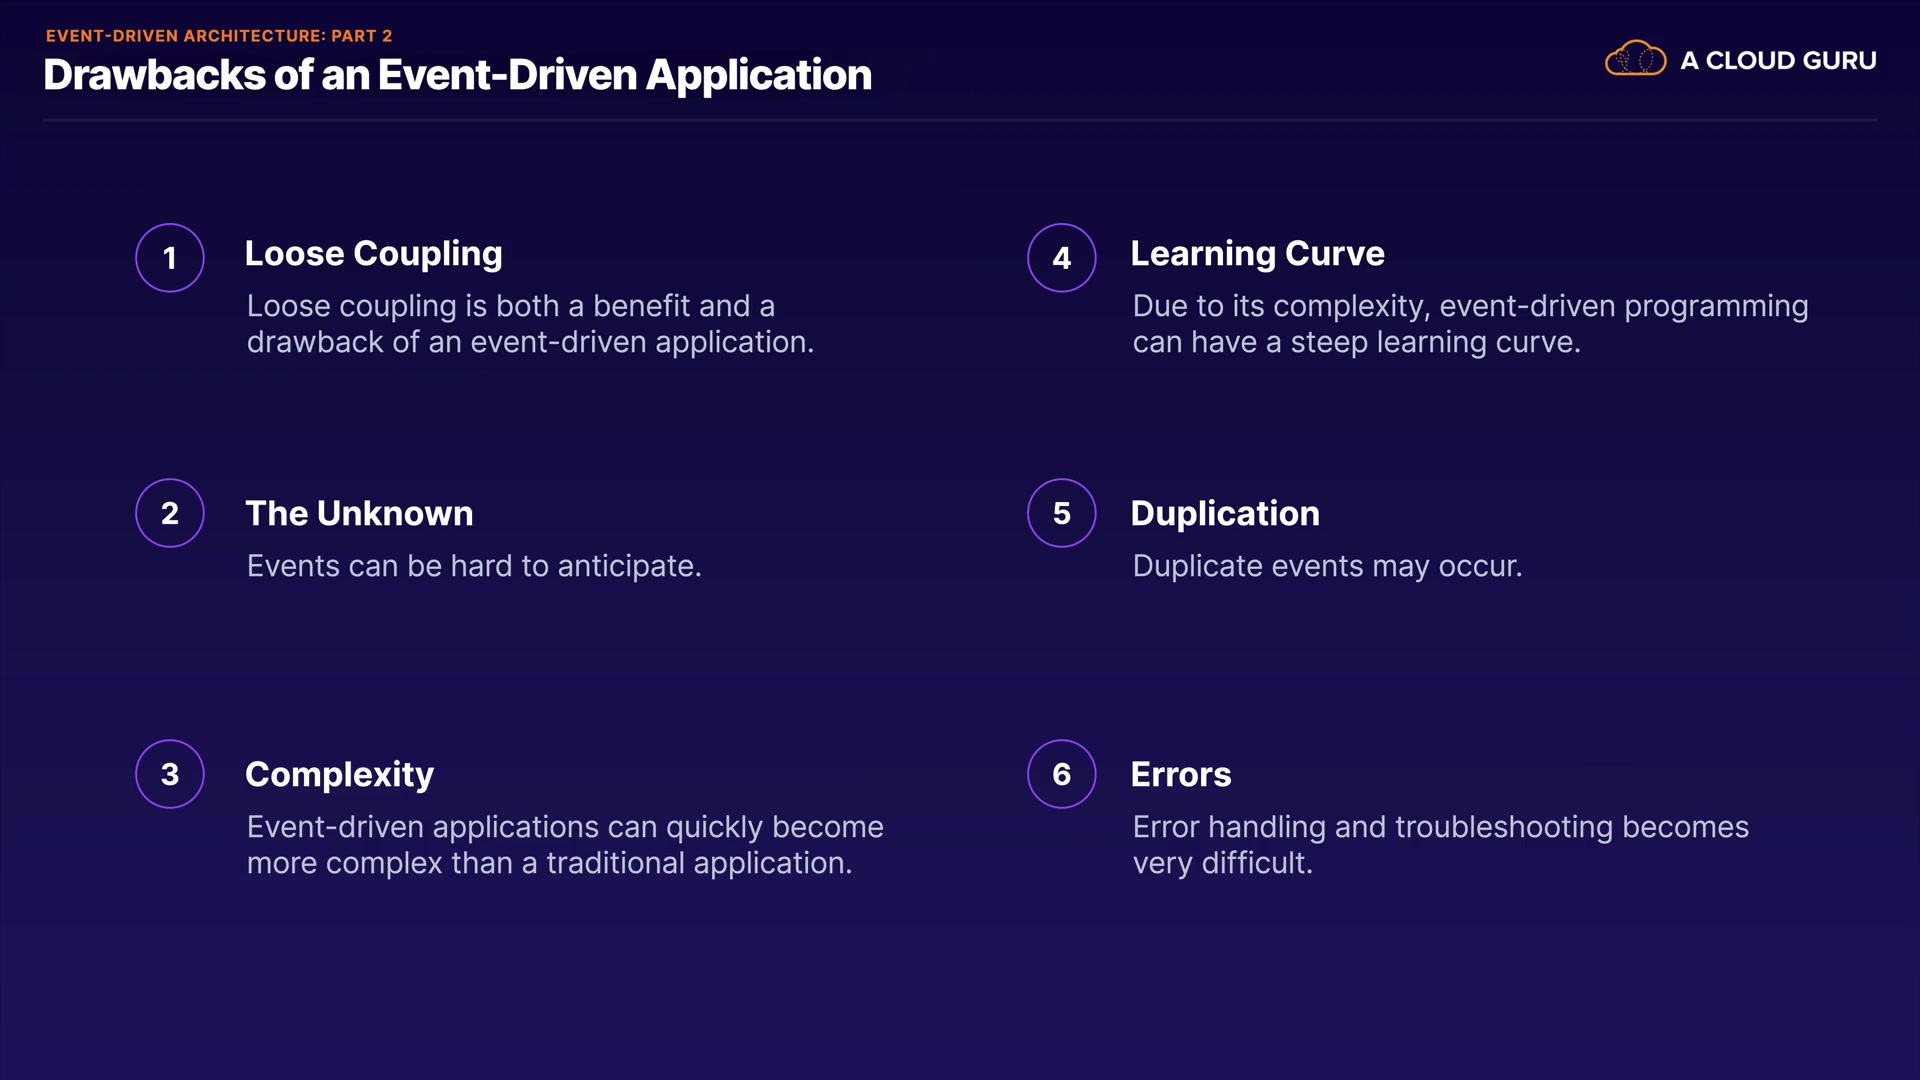 EVENT-DRIVEN ARCHITECTURE: PART 2
Drawbacks of an Event-Driven Application
A CLOUD GURU
1
Loose Coupling
Loose coupling is both a benefit and a
drawback of an event-driven application.
2
The Unknown
Events can be hard to anticipate.
3
Complexity
Event-driven applications can quickly become
more complex than a traditional application.
4
Learning Curve
Due to its complexity, event-driven programming
can have a steep learning curve.
5
Duplication
Duplicate events may occur.
6
Errors
Error handling and troubleshooting becomes
very difficult.